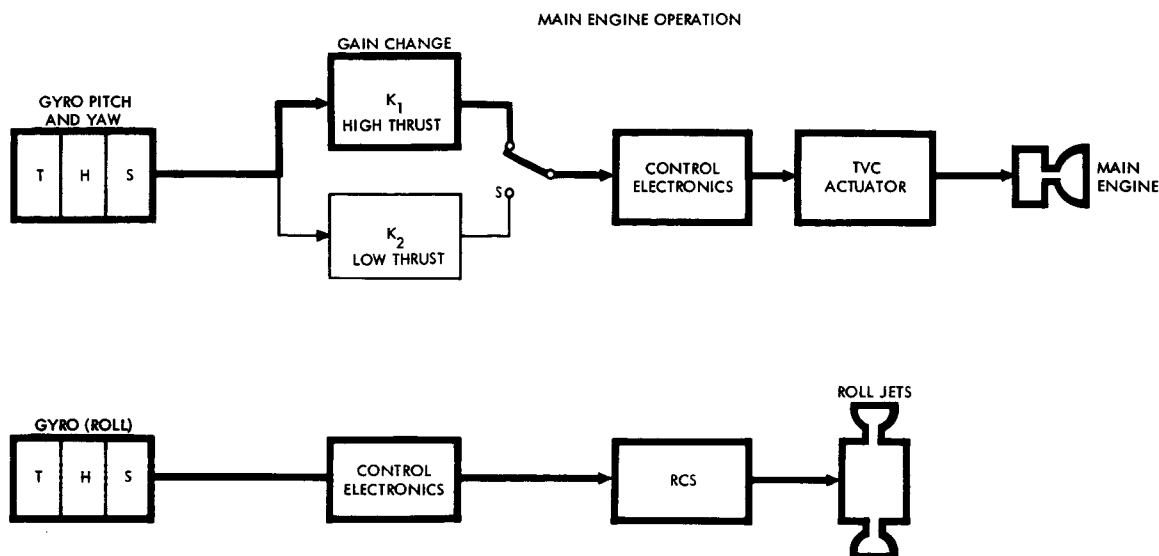 MAIN ENGINE OPERATION
GAIN CHANGE
K1
HIGH THRUST
GYRO PITCH
AND YAW
T H S
S
K2
LOW THRUST
CONTROL
ELECTRONICS
TVC
ACTUATOR
MAIN
ENGINE
GYRO (ROLL)
T H S
CONTROL
ELECTRONICS
RCS
ROLL JETS